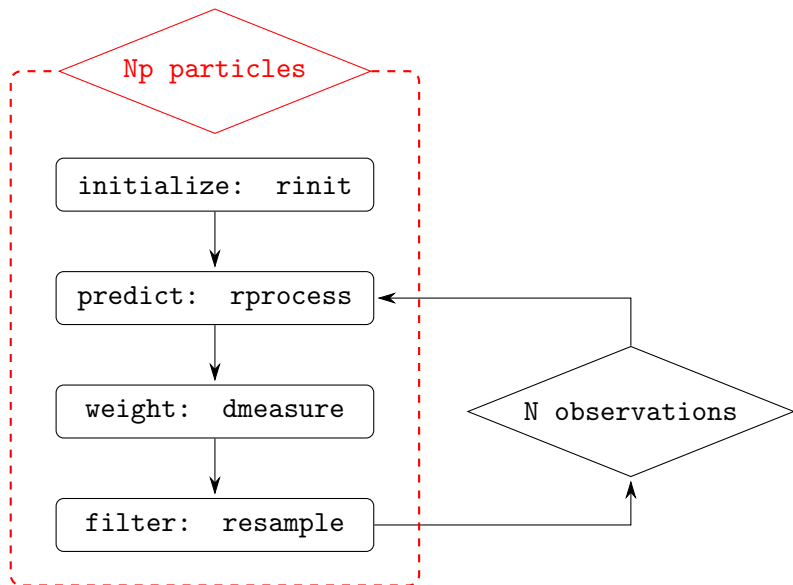 Np particles
initialize: rinit
predict: rprocess
weight: dmeasure
N observations
filter: resample